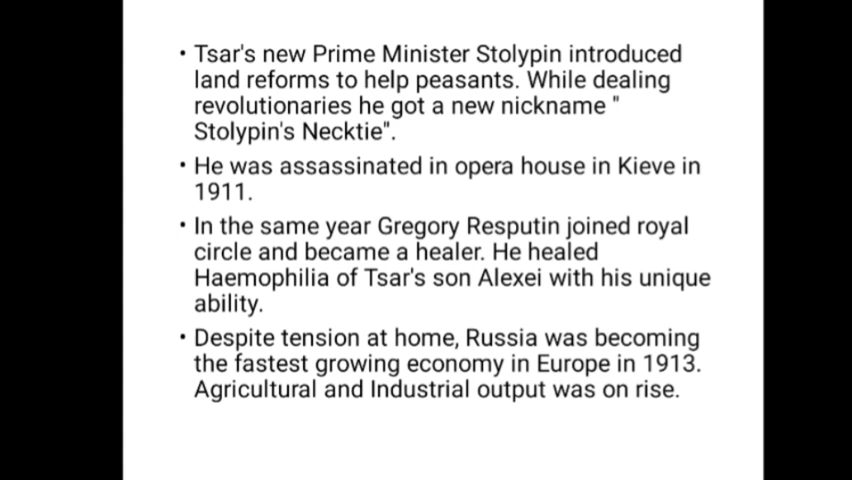 • Tsar's new Prime Minister Stolypin introduced
land reforms to help peasants. While dealing
revolutionaries he got a new nickname "
Stolypin's Necktie".
• He was assassinated in opera house in Kieve in
1911.
• In the same year Gregory Resputin joined royal
circle and became a healer. He healed
Haemophilia of Tsar's son Alexei with his unique
ability.
• Despite tension at home, Russia was becoming
the fastest growing economy in Europe in 1913.
Agricultural and Industrial output was on rise.